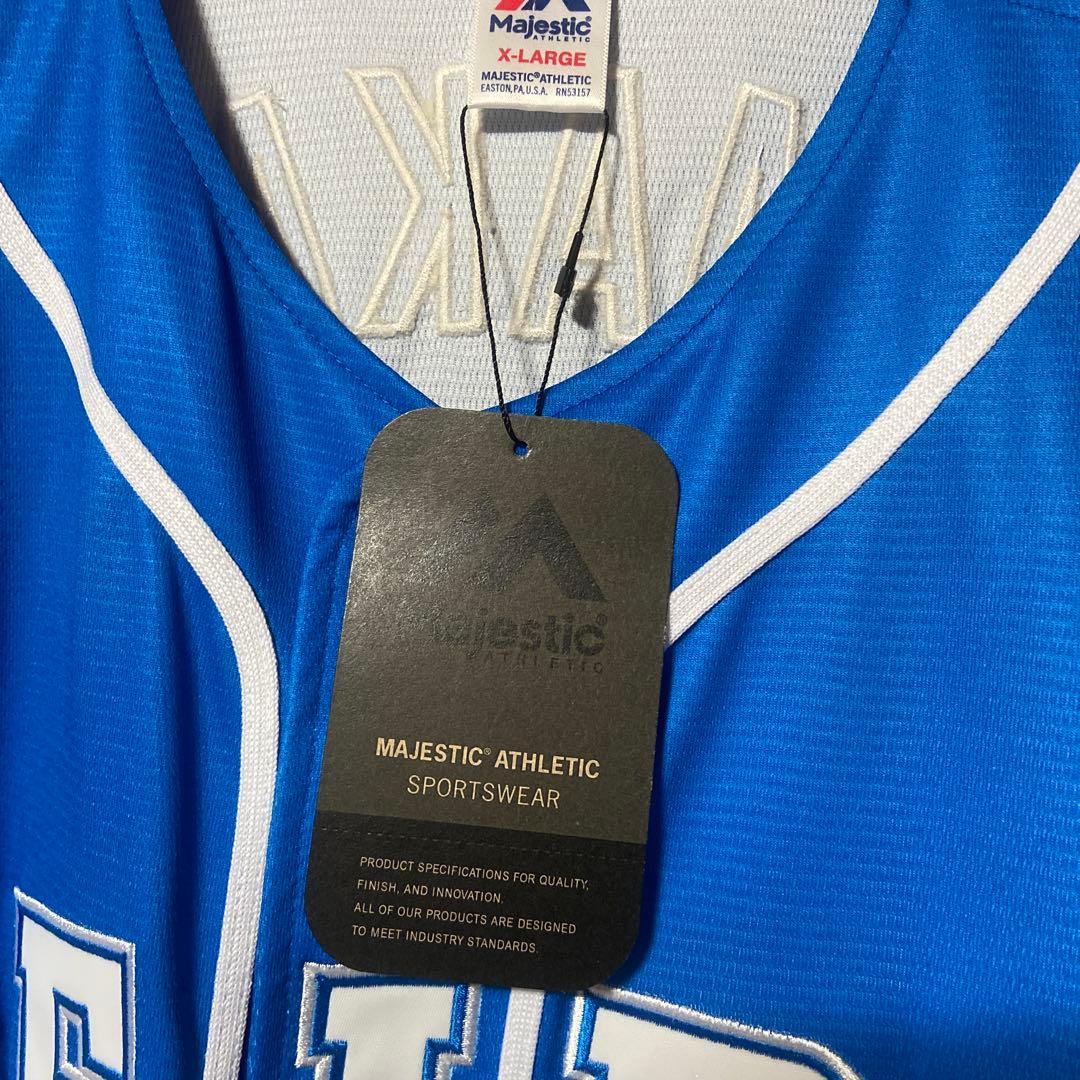 Majestic®
ATHLETIC
X-LARGE
MAJESTIC®ATHLETIC
EASTON, PA, U.S.A. RN53157
Majestic®
ATHLETIC
MAJESTIC® ATHLETIC
SPORTSWEAR
PRODUCT SPECIFICATIONS FOR QUALITY,
FINISH, AND INNOVATION.
ALL OF OUR PRODUCTS ARE DESIGNED
TO MEET INDUSTRY STANDARDS.